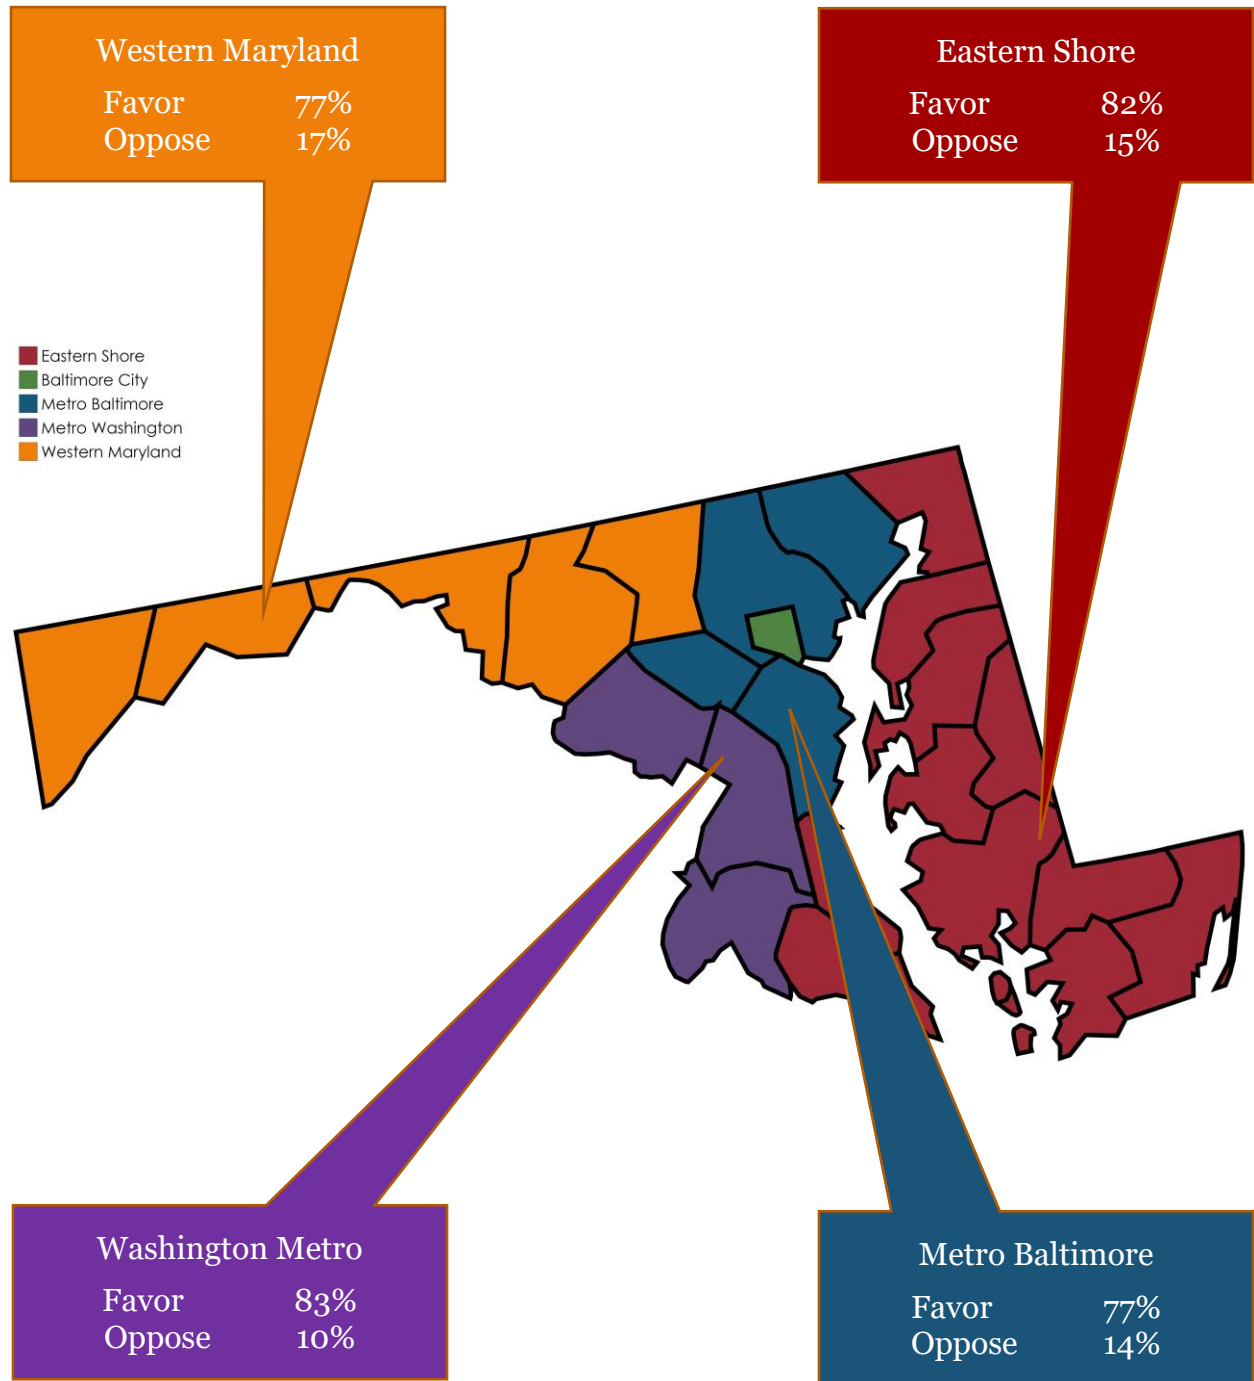 Western Maryland
Favor 77%
Oppose 17%
Eastern Shore
Favor 82%
Oppose 15%
Eastern Shore
Baltimore City
Metro Baltimore
Metro Washington
Western Maryland
Washington Metro
Favor 83%
Oppose 10%
Metro Baltimore
Favor 77%
Oppose 14%